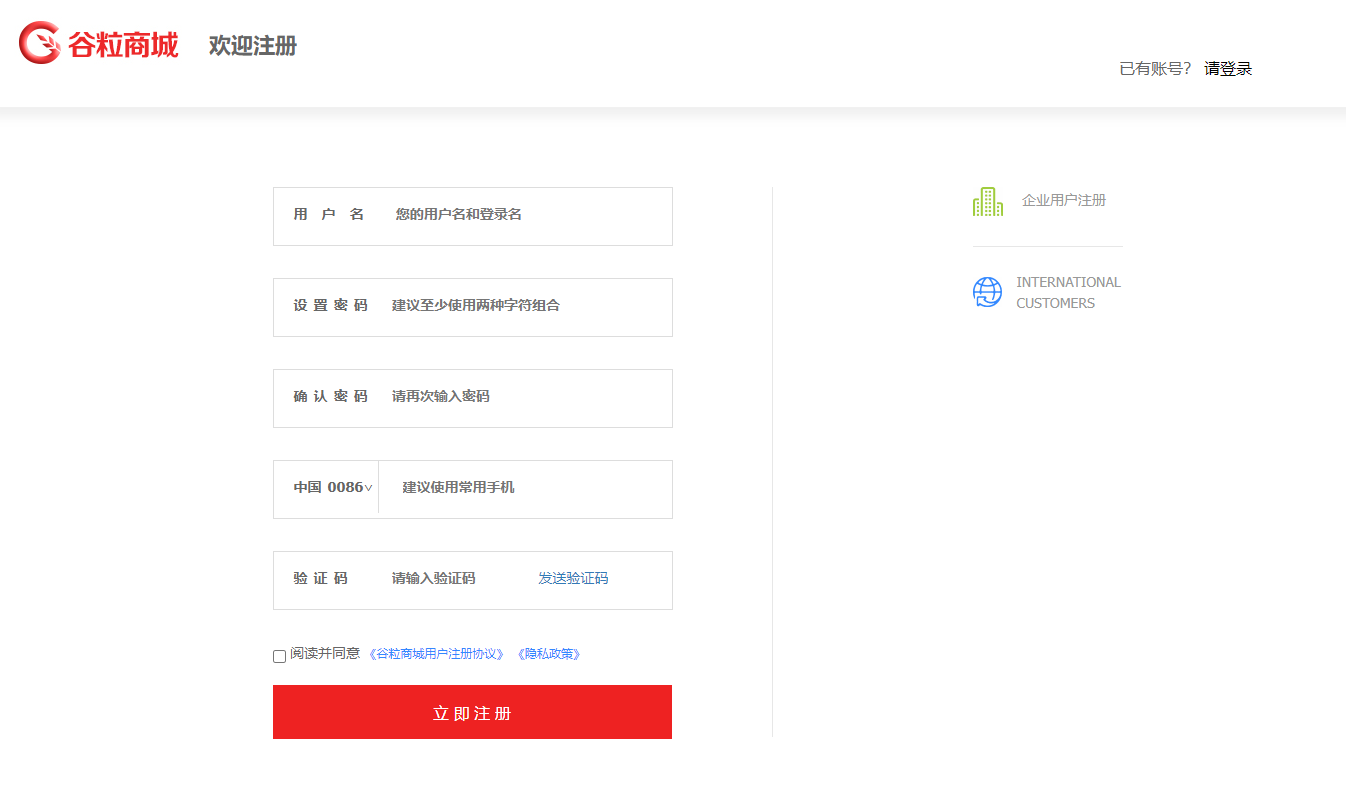 谷粒商城 欢迎注册
已有账号? 请登录
用 户 名 您的用户名和登录名
设 置 密 码 建议至少使用两种字符组合
确 认 密 码 请再次输入密码
中国 0086 建议使用常用手机
验 证 码 请输入验证码 发送验证码
阅读并同意 《谷粒商城用户注册协议》 《隐私政策》
立 即 注 册
企业用户注册
INTERNATIONAL
CUSTOMERS